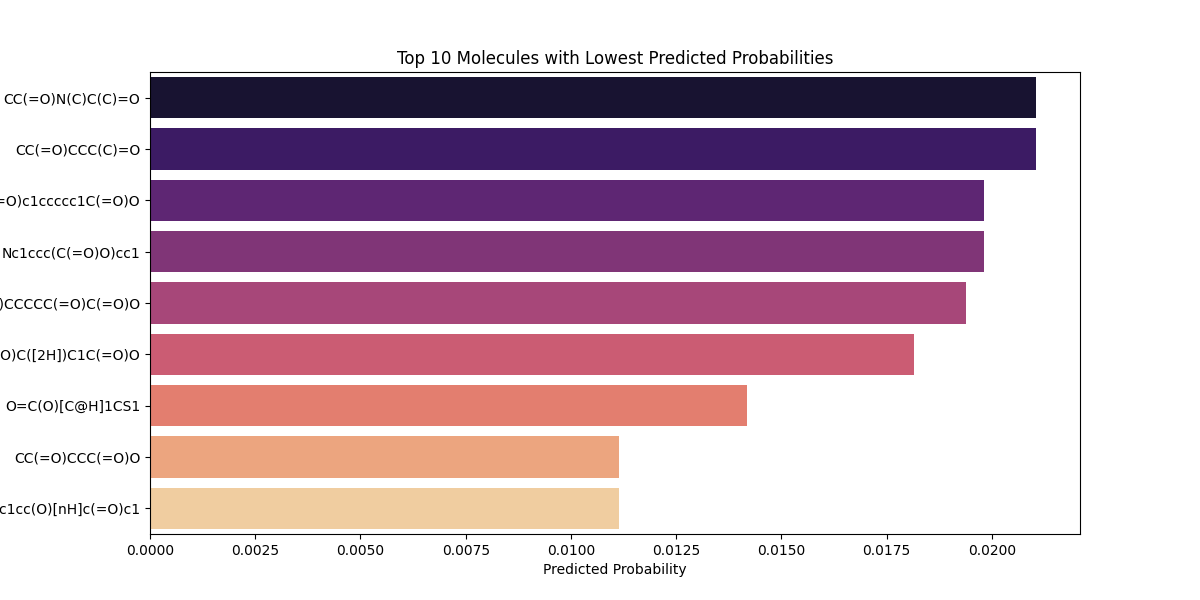 Top 10 Molecules with Lowest Predicted Probabilities
CC(=O)N(C)C(C)=O
CC(=O)CCC(C)=O
=O)c1ccccc1C(=O)O
Nc1ccc(C(=O)O)cc1
)CCCCC(=O)C(=O)O
O)C([2H])C1C(=O)O
O=C(O)[C@H]1CS1
CC(=O)CCC(=O)O
c1cc(O)[nH]c(=O)c1
0.0000 0.0025 0.0050 0.0075 0.0100 0.0125 0.0150 0.0175 0.0200
Predicted Probability